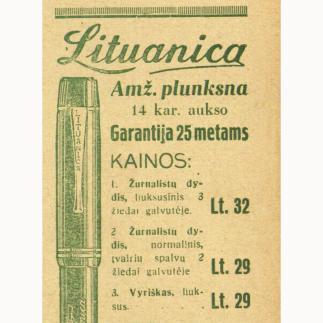 Lituanica
Amž. plunksna
14 kar. aukso
Garantija 25 metams
KAINOS:
1. Žurnalistų dy-
dis, liuksusinis 3
žiedai galvutėje. Lt. 32
2 Žurnalistų dy-
dis, normalinis,
įvairių spalvų 2
žiedai galvutėje Lt. 29
3. Vyriškas, liuk-
sus. Lt. 29
LITUANICA